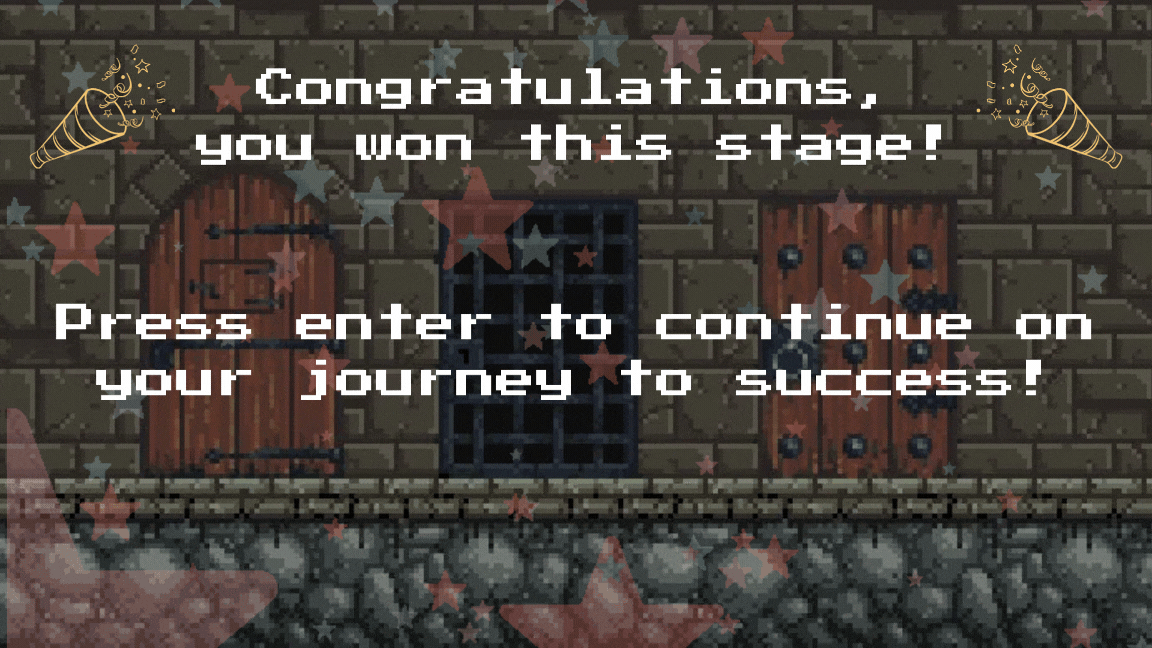 Congratulations,
you won this stage!
Press enter to continue on
your journey to success!